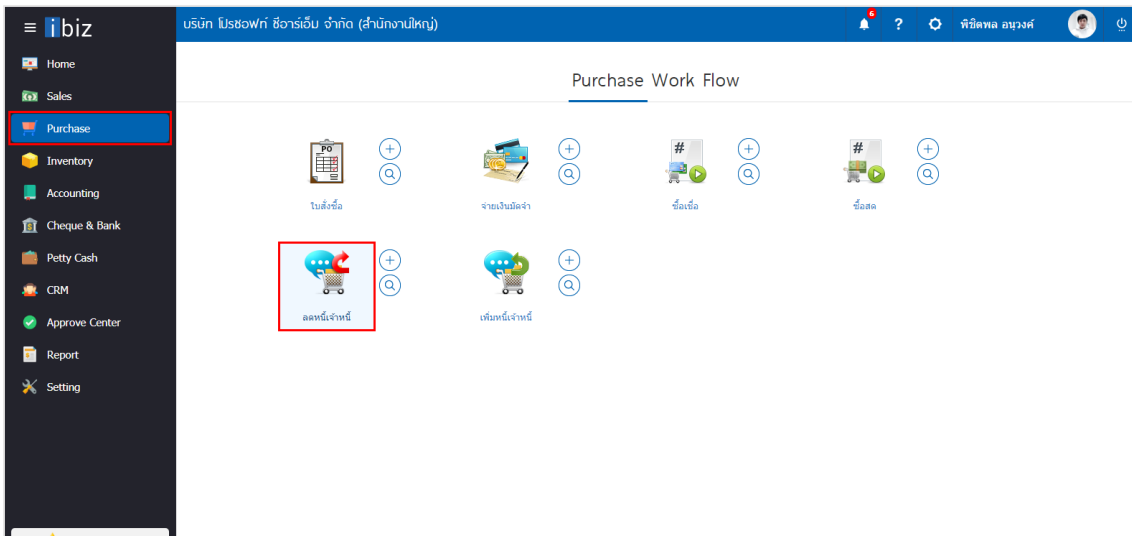 ibiz
บริษัท โปรซอฟท์ ซีอาร์เอ็ม จำกัด (สำนักงานใหญ่)
6
?
พิชิตพล อนุวงค์
Home
Sales
Purchase
Inventory
Accounting
Cheque & Bank
Petty Cash
CRM
Approve Center
Report
Setting
Purchase Work Flow
PO
#
#
ใบสั่งซื้อ
จ่ายเงินมัดจำ
ซื้อเชื่อ
ซื้อสด
ลดหนี้เจ้าหนี้
เพิ่มหนี้เจ้าหนี้